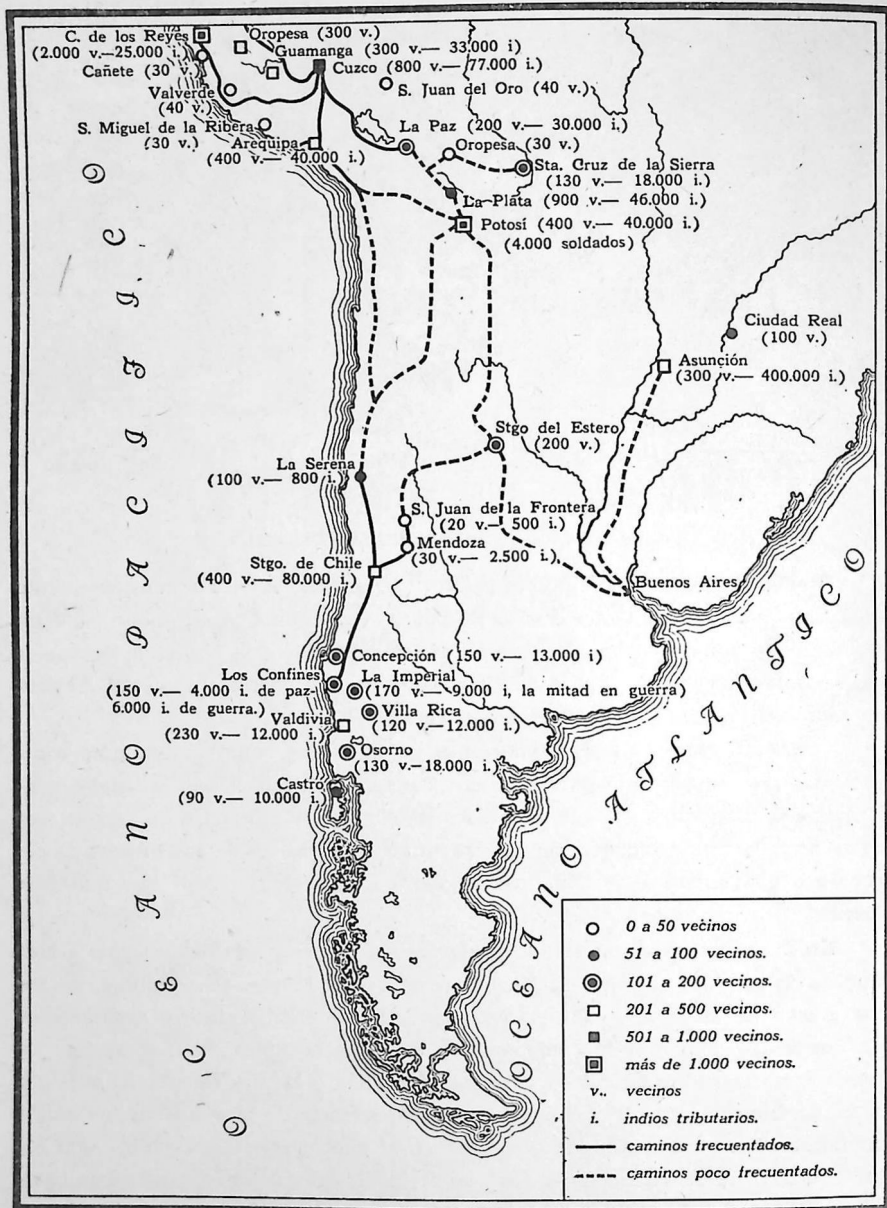 C. de los Reyes
(2.000 v.—25.000 i.)
Oropesa (300 v.)
Guamanga (300 v.— 33.000 i)
Cañete (30 v.
Cuzco (800 v.— 77.000 i.)
Valverde
(40 v.)
S. Juan del Oro (40 v.)
S. Miguel de la Ribera
(30 v.)
Arequipa
(400 v.— 40.000 i.)
La Paz (200 v.— 30.000 i.)
Oropesa (30 v.)
Sta. Cruz de la Sierra
(130 v.— 18.000 i.)
La Plata (900 v.— 46.000 i.)
Potosí (400 v.— 40.000 i.)
(4.000 soldados)
Ciudad Real
(100 v.)
Asunción
(300 v.— 400.000 i.)
Stgo del Estero
(200 v.)
La Serena
(100 v.— 800 i.)
S. Juan de la Frontera
(20 v.— 500 i.)
Mendoza
(30 v.— 2.500 i.)
Stgo. de Chile
(400 v.— 80.000 i.)
Buenos Aires
Concepción (150 v.— 13.000 i)
Los Confines
(150 v.— 4.000 i. de paz-
6.000 i. de guerra.)
La Imperial
(170 v.— 9.000 i, la mitad en guerra)
Villa Rica
(120 v.—12.000 i.)
Valdivia
(230 v.— 12.000 i.)
Osorno
(130 v.-18.000 i.)
Castro
(90 v.— 10.000 i.)
OCEANO PACIFICO
OCEANO ATLANTICO
0 a 50 vecinos
51 a 100 vecinos.
101 a 200 vecinos.
201 a 500 vecinos.
501 a 1.000 vecinos.
más de 1.000 vecinos.
v.. vecinos
i. indios tributarios.
caminos frecuentados.
caminos poco frecuentados.